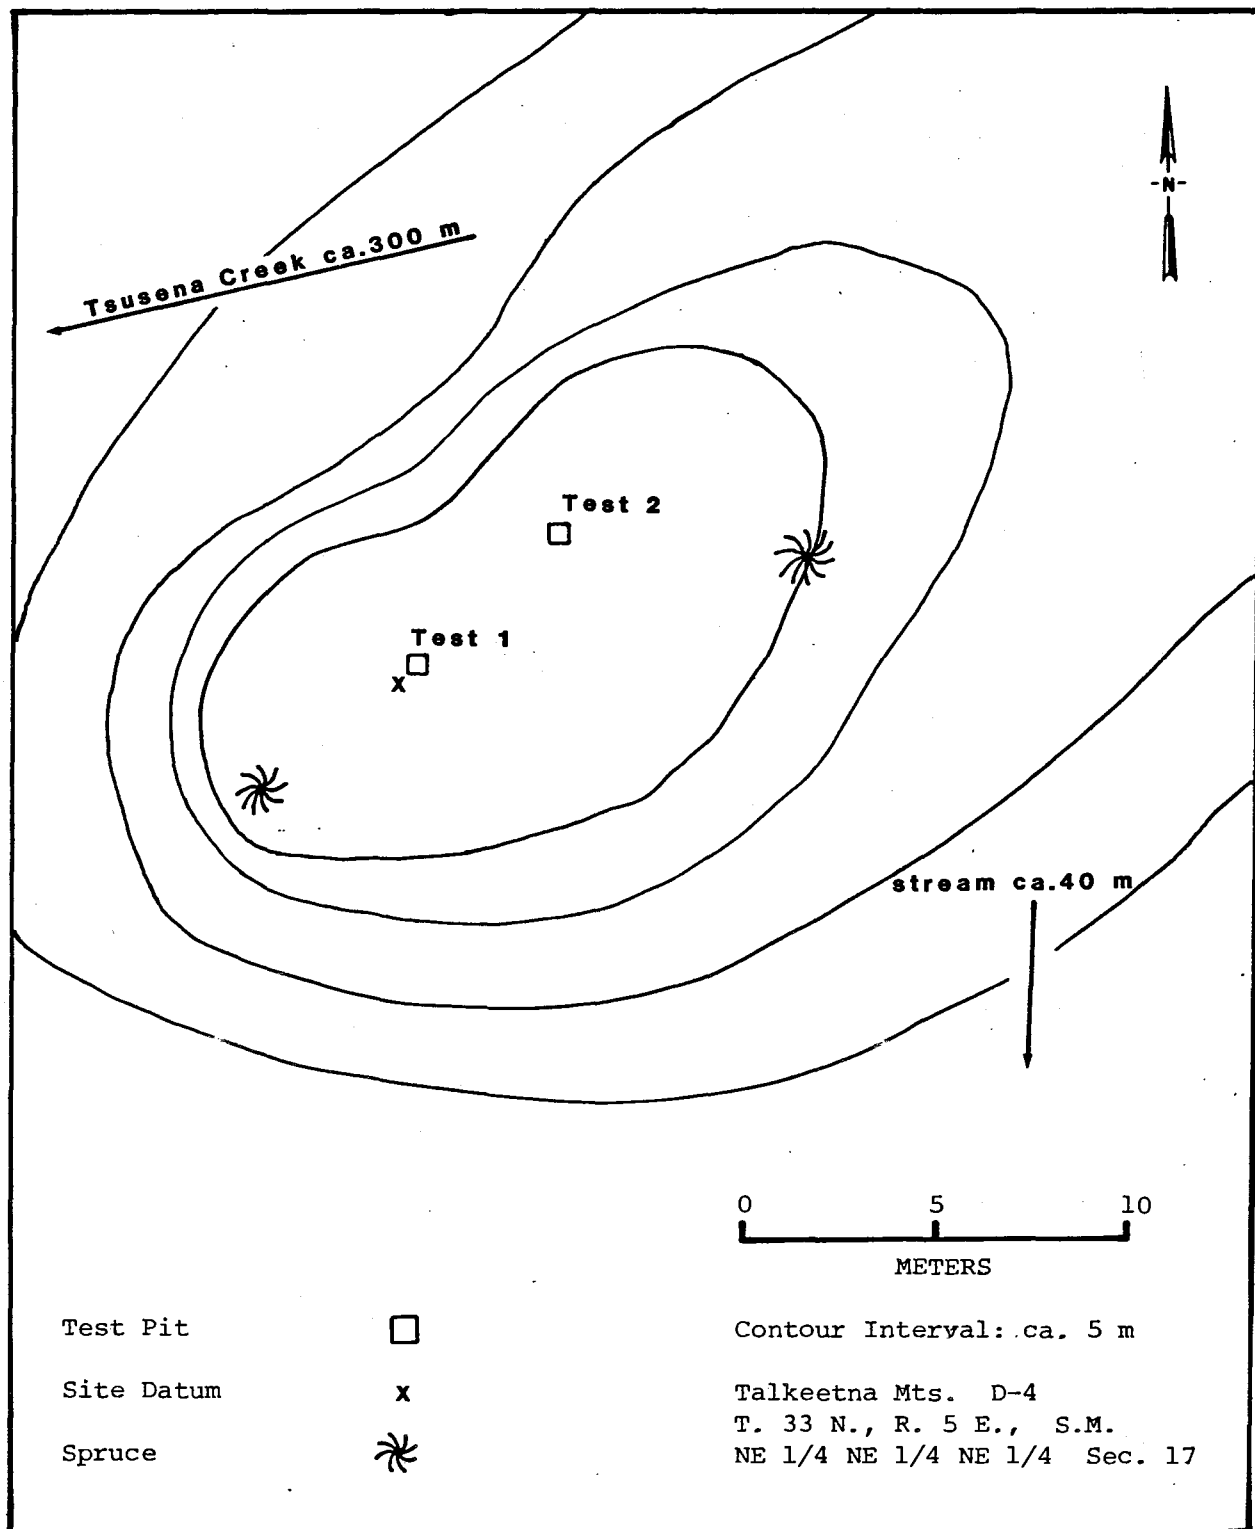 -N-
Tsusena Creek ca.300 m
Test 2
Test 1
x
stream ca.40 m
0 5 10
METERS
Test Pit
Contour Interval: ca. 5 m
Site Datum x
Talkeetna Mts. D-4
T. 33 N., R. 5 E., S.M.
Spruce
NE 1/4 NE 1/4 NE 1/4 Sec. 17